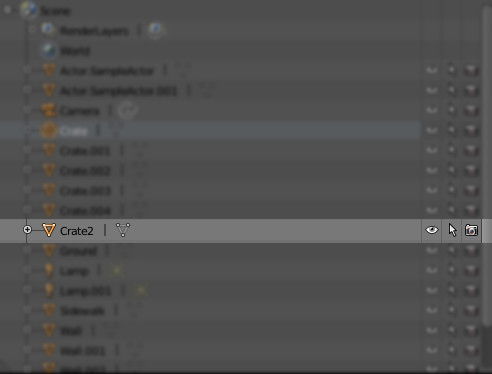 Scene
RenderLayers
World
Actor.SampleActor
Actor.SampleActor.001
Camera
Crate
Crate.001
Crate.002
Crate.003
Crate.004
Crate2
Ground
Lamp
Lamp.001
Sidewalk
Wall
Wall.001